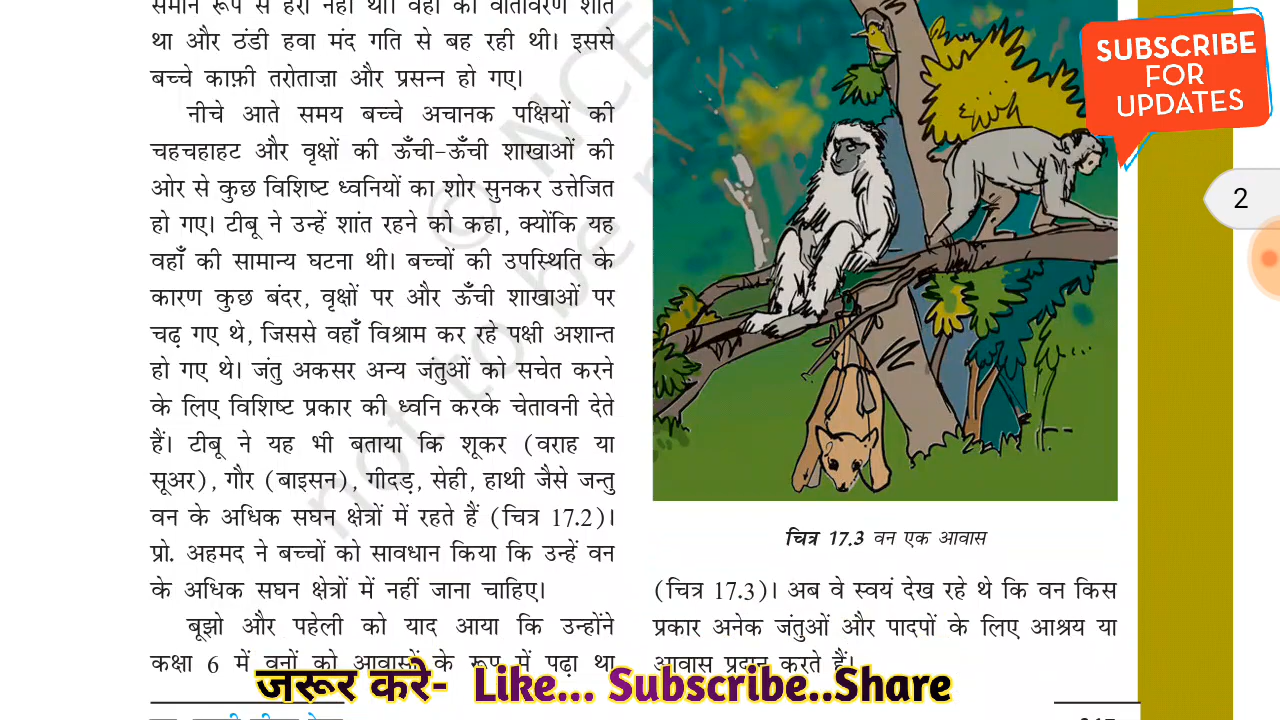 समान रूप से हरा नहीं था। वहाँ का वातावरण शांत
था और ठंडी हवा मंद गति से बह रही थी। इससे
बच्चे काफ़ी तरोताज़ा और प्रसन्न हो गए।
नीचे आते समय बच्चे अचानक पक्षियों की
चहचहाहट और वृक्षों की ऊँची-ऊँची शाखाओं की
ओर से कुछ विशिष्ट ध्वनियों का शोर सुनकर उत्तेजित
हो गए। टीबू ने उन्हें शांत रहने को कहा, क्योंकि यह
वहाँ की सामान्य घटना थी। बच्चों की उपस्थिति के
कारण कुछ बंदर, वृक्षों पर और ऊँची शाखाओं पर
चढ़ गए थे, जिससे वहाँ विश्राम कर रहे पक्षी अशान्त
हो गए थे। जंतु अकसर अन्य जंतुओं को सचेत करने
के लिए विशिष्ट प्रकार की ध्वनि करके चेतावनी देते
हैं। टीबू ने यह भी बताया कि शूकर (वराह या
सूअर), गौर (बाइसन), गीदड़, सेही, हाथी जैसे जन्तु
वन के अधिक सघन क्षेत्रों में रहते हैं (चित्र 17.2)।
प्रो. अहमद ने बच्चों को सावधान किया कि उन्हें वन
के अधिक सघन क्षेत्रों में नहीं जाना चाहिए।
बूझो और पहेली को याद आया कि उन्होंने
कक्षा 6 में वनों को आवासों के रूप में पढ़ा था
चित्र 17.3 वन एक आवास
(चित्र 17.3)। अब वे स्वयं देख रहे थे कि वन किस
प्रकार अनेक जंतुओं और पादपों के लिए आश्रय या
आवास प्रदान करते हैं।
SUBSCRIBE
FOR
UPDATES
2
जरूर करे- Like... Subscribe..Share
not to be